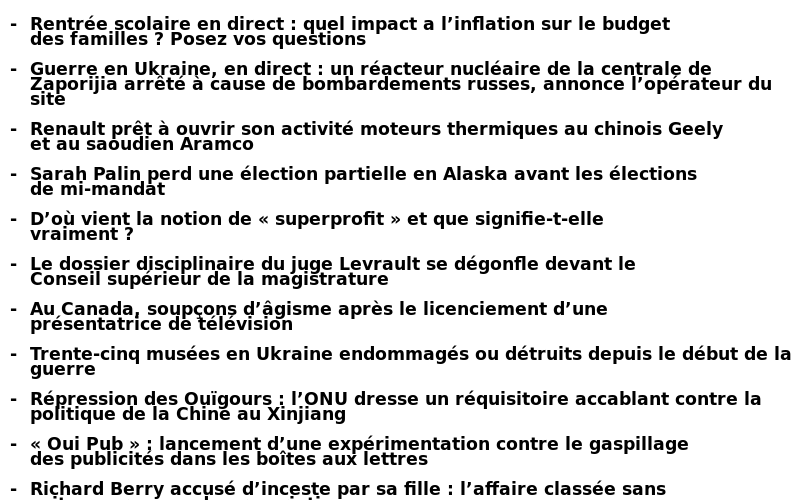 - Rentrée scolaire en direct : quel impact a l’inflation sur le budget
des familles ? Posez vos questions
- Guerre en Ukraine, en direct : un réacteur nucléaire de la centrale de
Zaporijia arrêté à cause de bombardements russes, annonce l’opérateur du
site
- Renault prêt à ouvrir son activité moteurs thermiques au chinois Geely
et au saoudien Aramco
- Sarah Palin perd une élection partielle en Alaska avant les élections
de mi-mandat
- D’où vient la notion de « superprofit » et que signifie-t-elle
vraiment ?
- Le dossier disciplinaire du juge Levrault se dégonfle devant le
Conseil supérieur de la magistrature
- Au Canada, soupçons d’âgisme après le licenciement d’une
présentatrice de télévision
- Trente-cinq musées en Ukraine endommagés ou détruits depuis le début de la
guerre
- Répression des Ouïgours : l’ONU dresse un réquisitoire accablant contre la
politique de la Chine au Xinjiang
- « Oui Pub » : lancement d’une expérimentation contre le gaspillage
des publicités dans les boîtes aux lettres
- Richard Berry accusé d’inceste par sa fille : l’affaire classée sans